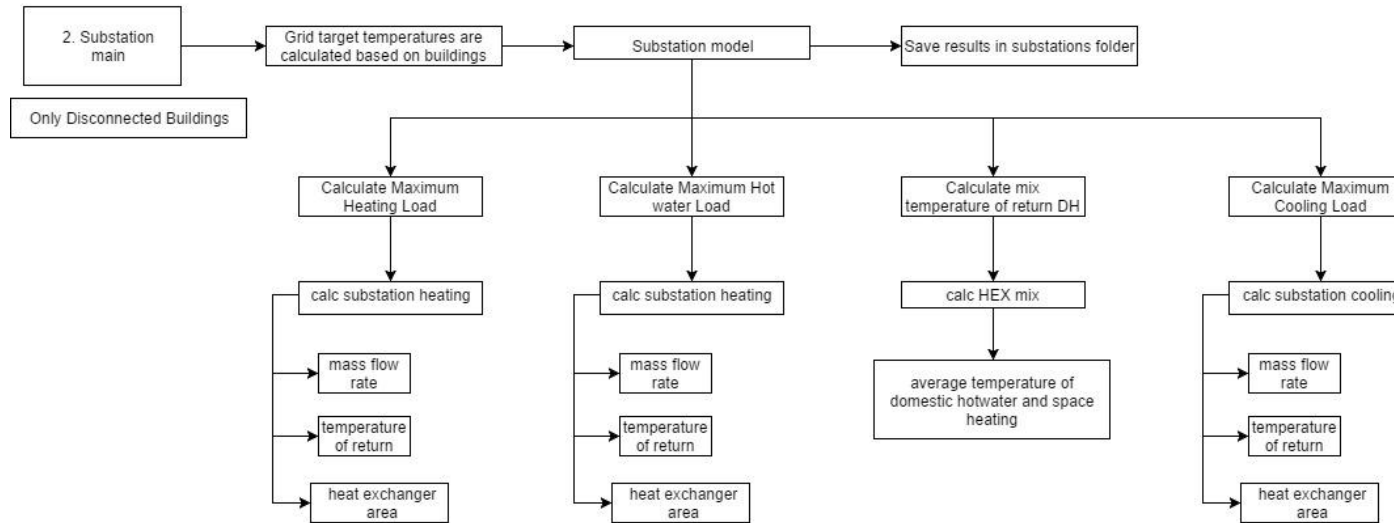 2. Substation
main
Grid target temperatures are
calculated based on buildings
Substation model
Save results in substations folder
Only Disconnected Buildings
Calculate Maximum
Heating Load
Calculate Maximum Hot
water Load
Calculate mix
temperature of return DH
Calculate Maximum
Cooling Load
calc substation heating
calc substation heating
calc HEX mix
calc substation cooling
mass flow
rate
mass flow
rate
average temperature of
domestic hotwater and space
heating
mass flow
rate
temperature
of return
temperature
of return
temperature
of return
heat exchanger
area
heat exchanger
area
heat exchanger
area